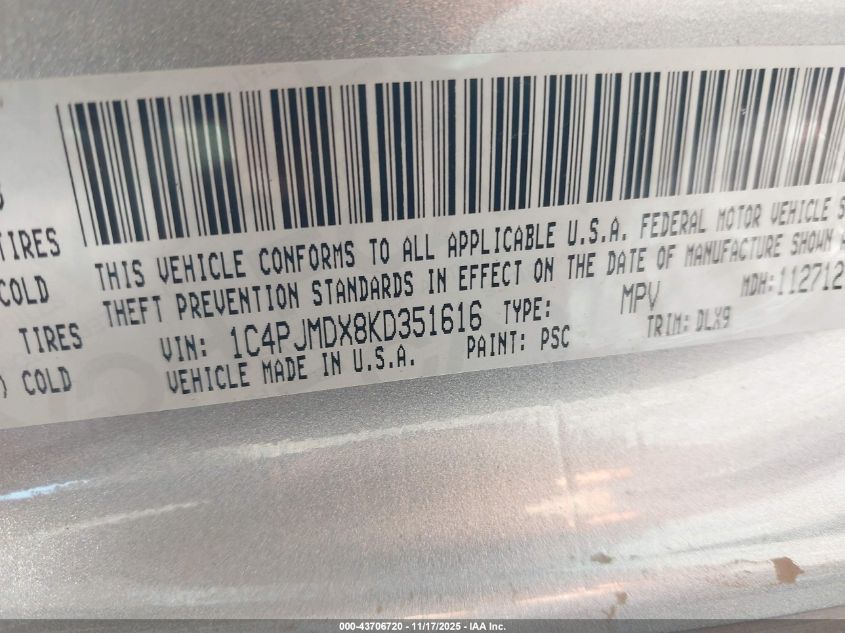 TIRES
COLD
TIRES
) COLD
THIS VEHICLE CONFORMS TO ALL APPLICABLE U.S.A. FEDERAL MOTOR VEHICLE S
THEFT PREVENTION STANDARDS IN EFFECT ON THE DATE OF MANUFACTURE SHOWN A
VIN: 1C4PJMDX8KD351616 TYPE: MPV MDH:112712
VEHICLE MADE IN U.S.A. PAINT: PSC TRIM: DLX9
000-43706720 — 11/17/2025 — IAA Inc.